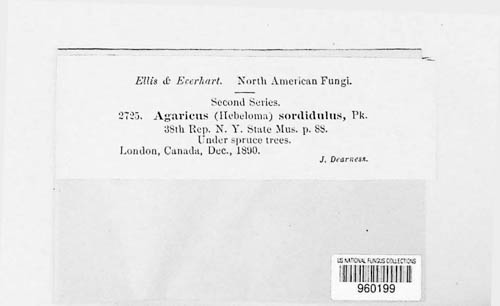 Ellis & Everhart. North American Fungi.
Second Series.
2725. Agaricus (Hebeloma) sordidulus, Pk.
38th Rep. N. Y. State Mus. p. 88.
Under spruce trees.
London, Canada, Dec., 1890.
J. Dearness.
US NATIONAL FUNGUS COLLECTIONS
960199